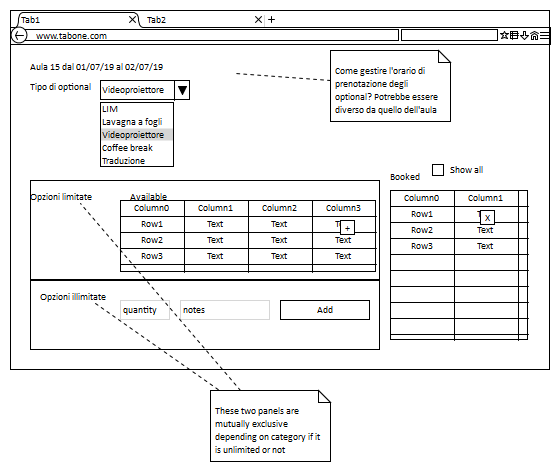 Tab1 Tab2
www.tabone.com
Aula 15 dal 01/07/19 al 02/07/19
Tipo di optional Videoproiettore
LIM
Lavagna a fogli
Videoproiettore
Coffee break
Traduzione
Come gestire l'orario di
prenotazione degli
optional? Potrebbe essere
diverso da quello dell'aula
Opzioni limitate Available
Column0 Column1 Column2 Column3
Row1 Text Text +
Row2 Text Text Text
Row3 Text Text Text
Opzioni illimitate
quantity notes Add
Show all
Booked
Column0 Column1
Row1 X
Row2 Text
Row3 Text
These two panels are
mutually exclusive
depending on category if it
is unlimited or not